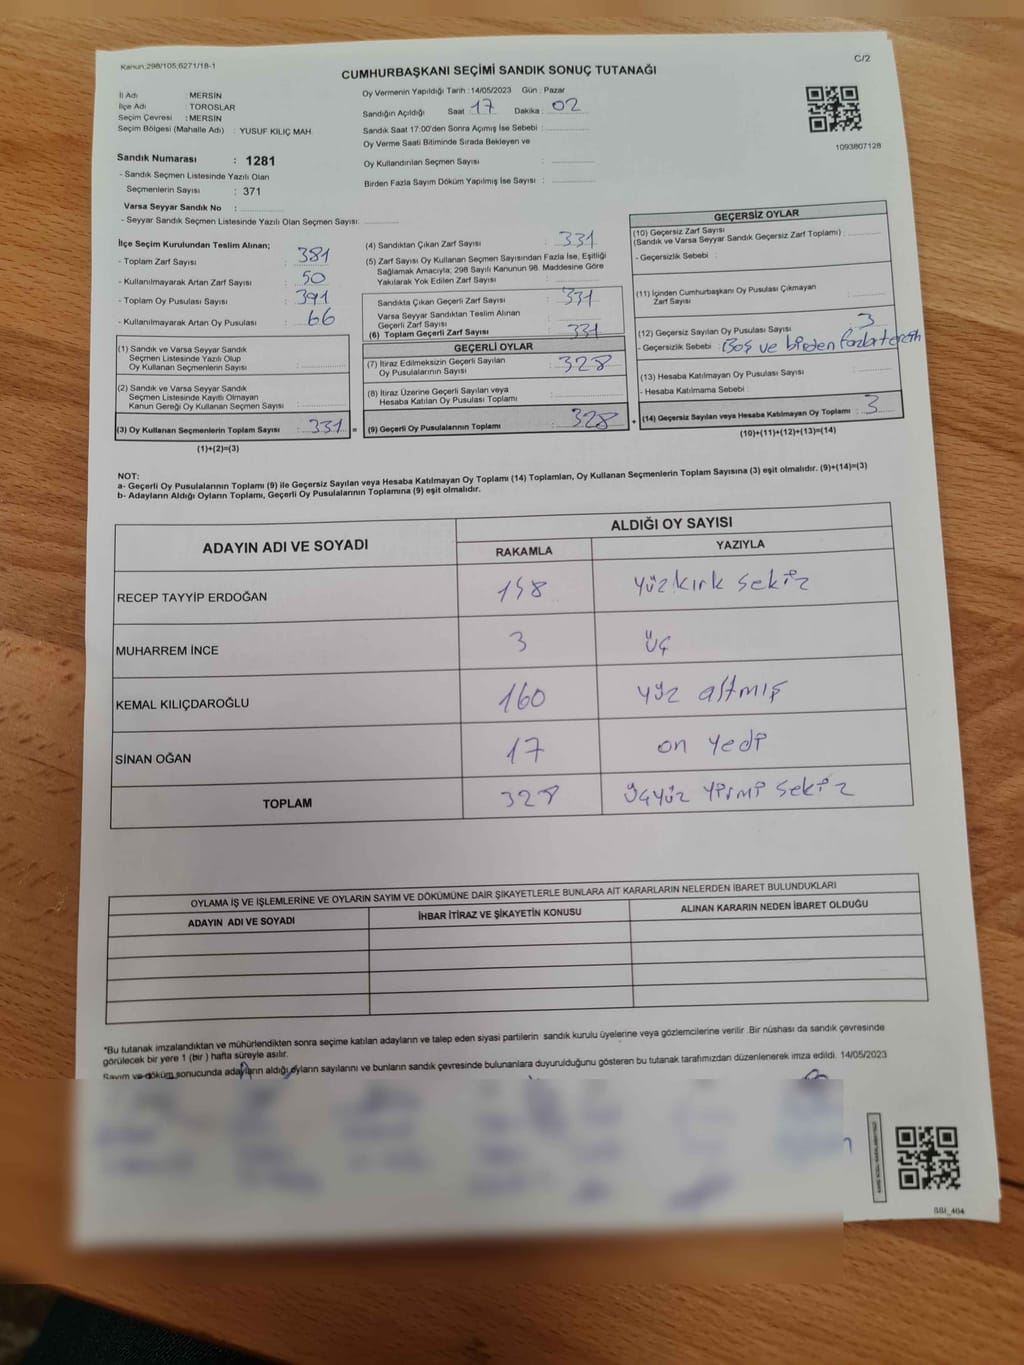 Kanun:298/105,6271/18-1
C/2
CUMHURBAŞKANI SEÇİMİ SANDIK SONUÇ TUTANAĞI
İl Adı : MERSİN
İlçe Adı : TOROSLAR
Seçim Çevresi : MERSİN
Seçim Bölgesi (Mahalle Adı) : YUSUF KILIÇ MAH.
Oy Vermenin Yapıldığı Tarih : 14/05/2023 Gün : Pazar
Sandığın Açıldığı Saat 17 Dakika : 02
Sandık Saat 17:00'den Sonra Açımış İse Sebebi :
Oy Verme Saati Bitiminde Sırada Bekleyen ve
Oy Kullandırılan Seçmen Sayısı :
Birden Fazla Sayım Döküm Yapılmış İse Sayısı :
1093807128
Sandık Numarası : 1281
- Sandık Seçmen Listesinde Yazılı Olan
Seçmenlerin Sayısı : 371
Varsa Seyyar Sandık No :
- Seyyar Sandık Seçmen Listesinde Yazılı Olan Seçmen Sayısı:
İlçe Seçim Kurulundan Teslim Alınan;
- Toplam Zarf Sayısı : 381
- Kullanılmayarak Artan Zarf Sayısı : 50
- Toplam Oy Pusulası Sayısı : 391
- Kullanılmayarak Artan Oy Pusulası : 66
(1) Sandık ve Varsa Seyyar Sandık
Seçmen Listesinde Yazılı Olup
Oy Kullanan Seçmenlerin Sayısı :
(2) Sandık ve Varsa Seyyar Sandık
Seçmen Listesinde Kayıtlı Olmayan
Kanun Gereği Oy Kullanan Seçmen Sayısı :
(3) Oy Kullanan Seçmenlerin Toplam Sayısı : 331 =
(1)+(2)=(3)
(4) Sandıktan Çıkan Zarf Sayısı : 331
(5) Zarf Sayısı Oy Kullanan Seçmen Sayısından Fazla İse, Eşitliği
Sağlamak Amacıyla; 298 Sayılı Kanunun 98. Maddesine Göre
Yakılarak Yok Edilen Zarf Sayısı :
Sandıkta Çıkan Geçerli Zarf Sayısı : 331
Varsa Seyyar Sandıktan Teslim Alınan
Geçerli Zarf Sayısı :
(6) Toplam Geçerli Zarf Sayısı : 331
GEÇERLİ OYLAR
(7) İtiraz Edilmeksizin Geçerli Sayılan
Oy Pusulalarının Sayısı : 328
(8) İtiraz Üzerine Geçerli Sayılan veya
Hesaba Katılan Oy Pusulası Toplamı :
(9) Geçerli Oy Pusulalarının Toplamı : 328 +
GEÇERSİZ OYLAR
(10) Geçersiz Zarf Sayısı
(Sandık ve Varsa Seyyar Sandık Geçersiz Zarf Toplamı) :
- Geçersizlik Sebebi :
(11) İçinden Cumhurbaşkanı Oy Pusulası Çıkmayan
Zarf Sayısı :
(12) Geçersiz Sayılan Oy Pusulası Sayısı : 3
- Geçersizlik Sebebi : Boş ve birden fazla tercih
(13) Hesaba Katılmayan Oy Pusulası Sayısı :
- Hesaba Katılmama Sebebi :
(14) Geçersiz Sayılan veya Hesaba Katılmayan Oy Toplamı : 3
(10)+(11)+(12)+(13)=(14)
NOT:
a- Geçerli Oy Pusulalarının Toplamı (9) ile Geçersiz Sayılan veya Hesaba Katılmayan Oy Toplamı (14) Toplamları, Oy Kullanan Seçmenlerin Toplam Sayısına (3) eşit olmalıdır. (9)+(14)=(3)
b- Adayların Aldığı Oyların Toplamı, Geçerli Oy Pusulalarının Toplamına (9) eşit olmalıdır.
ADAYIN ADI VE SOYADI
ALDIĞI OY SAYISI
RAKAMLA YAZIYLA
RECEP TAYYİP ERDOĞAN 148 yüzkırk sekiz
MUHARREM İNCE 3 üç
KEMAL KILIÇDAROĞLU 160 yüz altmış
SİNAN OĞAN 17 on yedi
TOPLAM 328 üçyüz yirmi sekiz
OYLAMA İŞ VE İŞLEMLERİNE VE OYLARIN SAYIM VE DÖKÜMÜNE DAİR ŞİKAYETLERLE BUNLARA AİT KARARLARIN NELERDEN İBARET BULUNDUKLARI
ADAYIN ADI VE SOYADI İHBAR İTİRAZ VE ŞİKAYETİN KONUSU ALINAN KARARIN NEDEN İBARET OLDUĞU
*Bu tutanak imzalandıktan ve mühürlendikten sonra seçime katılan adayların ve talep eden siyasi partilerin sandık kurulu üyelerine veya gözlemcilerine verilir .Bir nüshası da sandık çevresinde
görülecek bir yere 1 (bir ) hafta süreyle asılır.
Sayım ve döküm sonucunda adayların aldığı oyların sayılarını ve bunların sandık çevresinde bulunanlara duyurulduğunu gösteren bu tutanak tarafımızdan düzenlenerek imza edildi. 14/05/2023
SSI_404